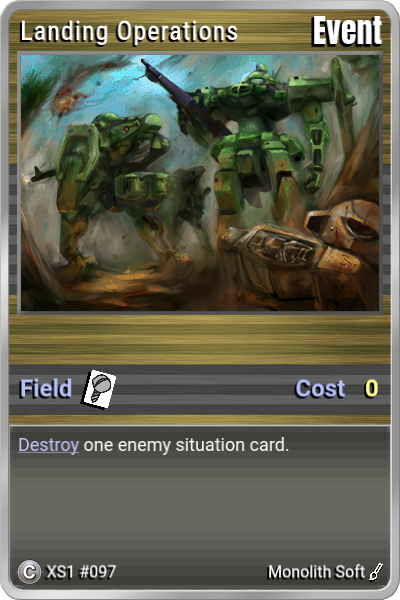 Landing Operations Event
Field Cost 0
Destroy one enemy situation card.
C XS1 #097 Monolith Soft